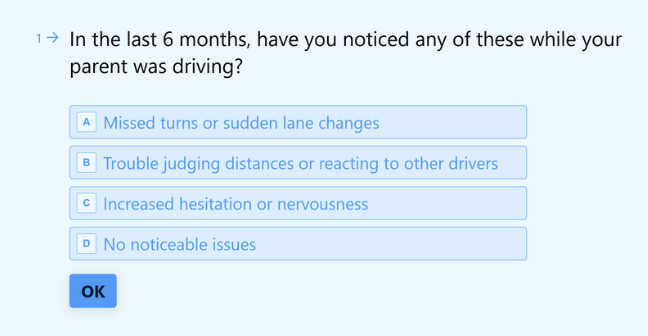 1→ In the last 6 months, have you noticed any of these while your
parent was driving?
A Missed turns or sudden lane changes
B Trouble judging distances or reacting to other drivers
C Increased hesitation or nervousness
D No noticeable issues
OK